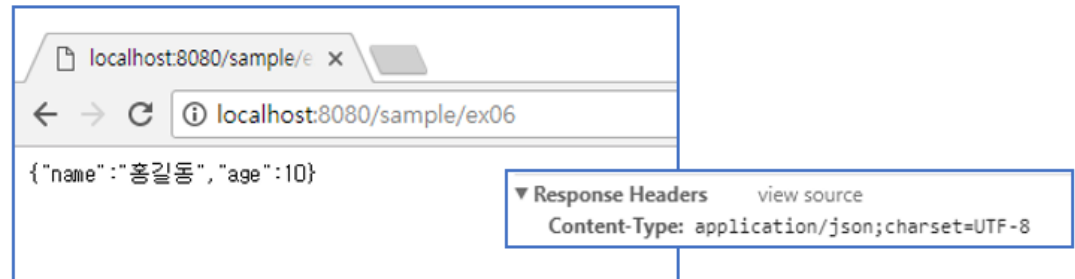 localhost:8080/sample/e
localhost:8080/sample/ex06
{"name":"홍길동","age":10}
Response Headers view source
Content-Type: application/json;charset=UTF-8